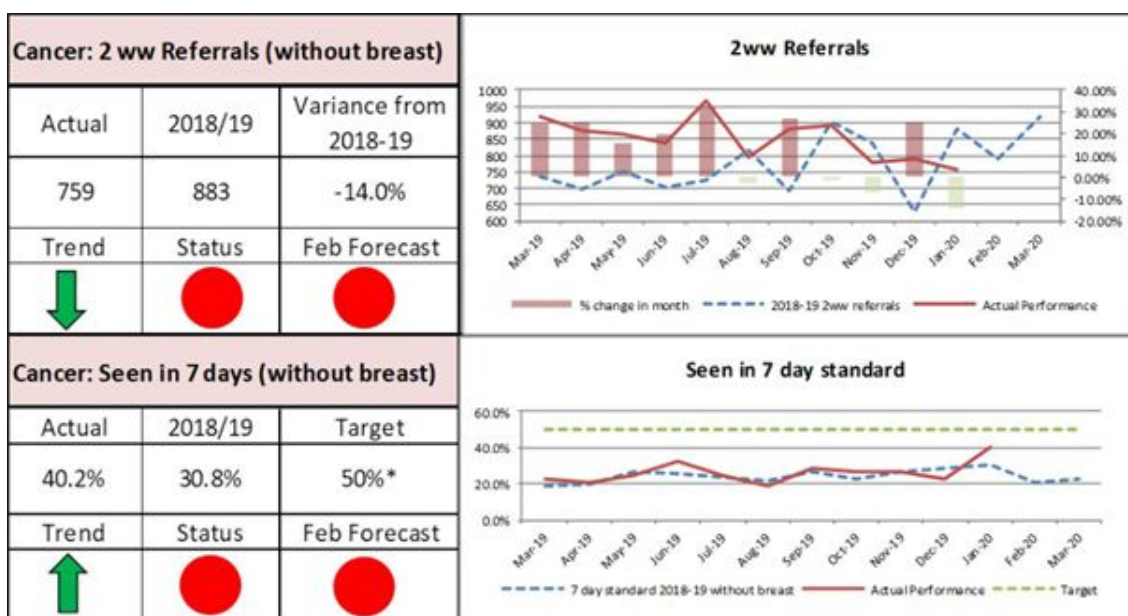 Cancer: 2 ww Referrals (without breast)
Actual
2018/19
Variance from
2018-19
759
883
-14.0%
Trend
Status
Feb Forecast
2ww Referrals
1000
950
900
850
800
750
700
650
600
40.00%
30.00%
20.00%
10.00%
0.00%
-10.00%
-20.00%
Mar-19
Apr-19
May-19
Jun-19
Jul-19
Aug-19
Sep-19
Oct-19
Nov-19
Dec-19
Jan-20
Feb-20
Mar-20
% change in month
2018-19 2ww referrals
Actual Performance
Cancer: Seen in 7 days (without breast)
Actual
2018/19
Target
40.2%
30.8%
50%*
Trend
Status
Feb Forecast
Seen in 7 day standard
60.0%
40.0%
20.0%
0.0%
Mar-19
Apr-19
May-19
Jun-19
Jul-19
Aug-19
Sep-19
Oct-19
Nov-19
Dec-19
Jan-20
Feb-20
Mar-20
7 day standard 2018-19 without breast
Actual Performance
Target